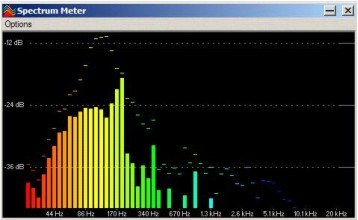 Spectrum Meter
Options
-12 dB
-24 dB
-36 dB
44 Hz 86 Hz 170 Hz 340 Hz 670 Hz 1.3 kHz 2.6 kHz 5.1 kHz 10.1 kHz 20 kHz